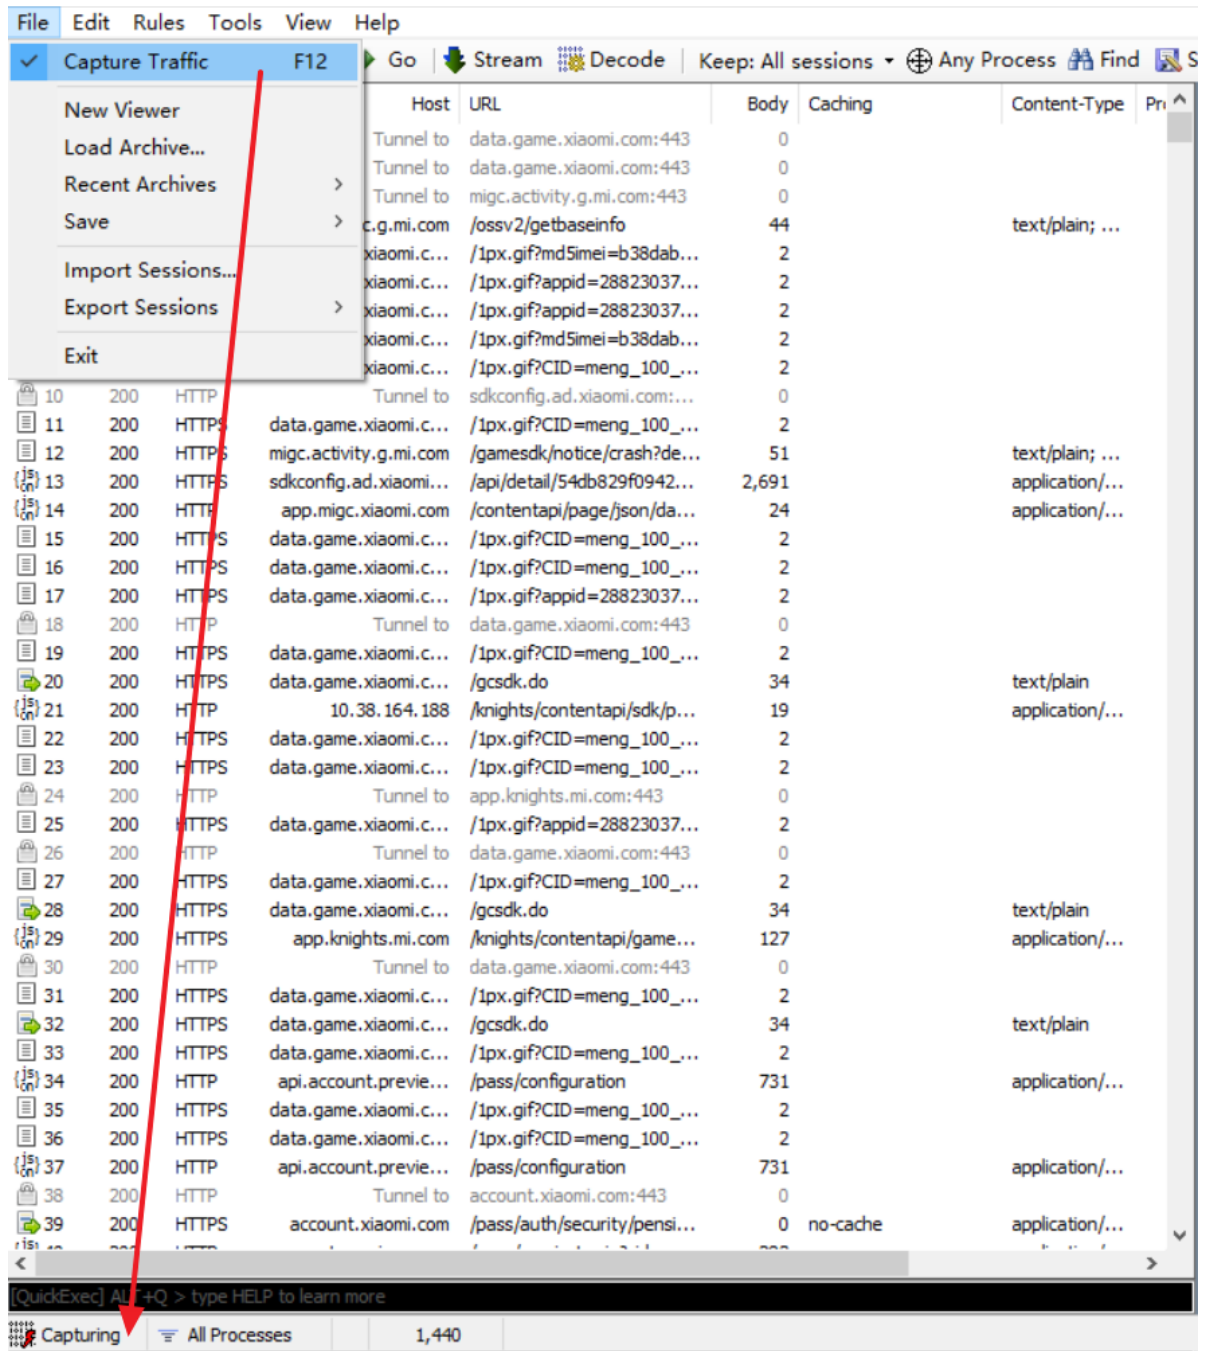 File Edit Rules Tools View Help
Capture Traffic F12 Go Stream Decode Keep: All sessions Any Process Find S
Host URL Body Caching Content-Type
New Viewer
Load Archive...
Recent Archives
Save
Import Sessions...
Export Sessions
Exit
Tunnel to data.game.xiaomi.com:443 0
Tunnel to data.game.xiaomi.com:443 0
Tunnel to migc.activity.g.mi.com:443 0
c.g.mi.com /ossv2/getbaseinfo 44 text/plain; ...
xiaomi.c... /1px.gif?md5imei=b38dab... 2
xiaomi.c... /1px.gif?appid=28823037... 2
xiaomi.c... /1px.gif?appid=28823037... 2
xiaomi.c... /1px.gif?md5imei=b38dab... 2
xiaomi.c... /1px.gif?CID=meng_100_... 2
10 200 HTTP Tunnel to sdkconfig.ad.xiaomi.com:... 0
11 200 HTTPS data.game.xiaomi.c... /1px.gif?CID=meng_100_... 2
12 200 HTTPS migc.activity.g.mi.com /gamesdk/notice/crash?de... 51 text/plain; ...
13 200 HTTPS sdkconfig.ad.xiaomi... /api/detail/54db829f0942... 2,691 application/...
14 200 HTTP app.migc.xiaomi.com /contentapi/page/json/da... 24 application/...
15 200 HTTPS data.game.xiaomi.c... /1px.gif?CID=meng_100_... 2
16 200 HTTPS data.game.xiaomi.c... /1px.gif?CID=meng_100_... 2
17 200 HTTPS data.game.xiaomi.c... /1px.gif?appid=28823037... 2
18 200 HTTP Tunnel to data.game.xiaomi.com:443 0
19 200 HTTPS data.game.xiaomi.c... /1px.gif?CID=meng_100_... 2
20 200 HTTPS data.game.xiaomi.c... /gcsdk.do 34 text/plain
21 200 HTTP 10.38.164.188 /knights/contentapi/sdk/p... 19 application/...
22 200 HTTPS data.game.xiaomi.c... /1px.gif?CID=meng_100_... 2
23 200 HTTPS data.game.xiaomi.c... /1px.gif?CID=meng_100_... 2
24 200 HTTP Tunnel to app.knights.mi.com:443 0
25 200 HTTPS data.game.xiaomi.c... /1px.gif?appid=28823037... 2
26 200 HTTP Tunnel to data.game.xiaomi.com:443 0
27 200 HTTPS data.game.xiaomi.c... /1px.gif?CID=meng_100_... 2
28 200 HTTPS data.game.xiaomi.c... /gcsdk.do 34 text/plain
29 200 HTTPS app.knights.mi.com /knights/contentapi/game... 127 application/...
30 200 HTTP Tunnel to data.game.xiaomi.com:443 0
31 200 HTTPS data.game.xiaomi.c... /1px.gif?CID=meng_100_... 2
32 200 HTTPS data.game.xiaomi.c... /gcsdk.do 34 text/plain
33 200 HTTPS data.game.xiaomi.c... /1px.gif?CID=meng_100_... 2
34 200 HTTP api.account.previe... /pass/configuration 731 application/...
35 200 HTTPS data.game.xiaomi.c... /1px.gif?CID=meng_100_... 2
36 200 HTTPS data.game.xiaomi.c... /1px.gif?CID=meng_100_... 2
37 200 HTTP api.account.previe... /pass/configuration 731 application/...
38 200 HTTP Tunnel to account.xiaomi.com:443 0
39 200 HTTPS account.xiaomi.com /pass/auth/security/pensi... 0 no-cache application/...
[QuickExec] ALT+Q > type HELP to learn more
Capturing All Processes 1,440